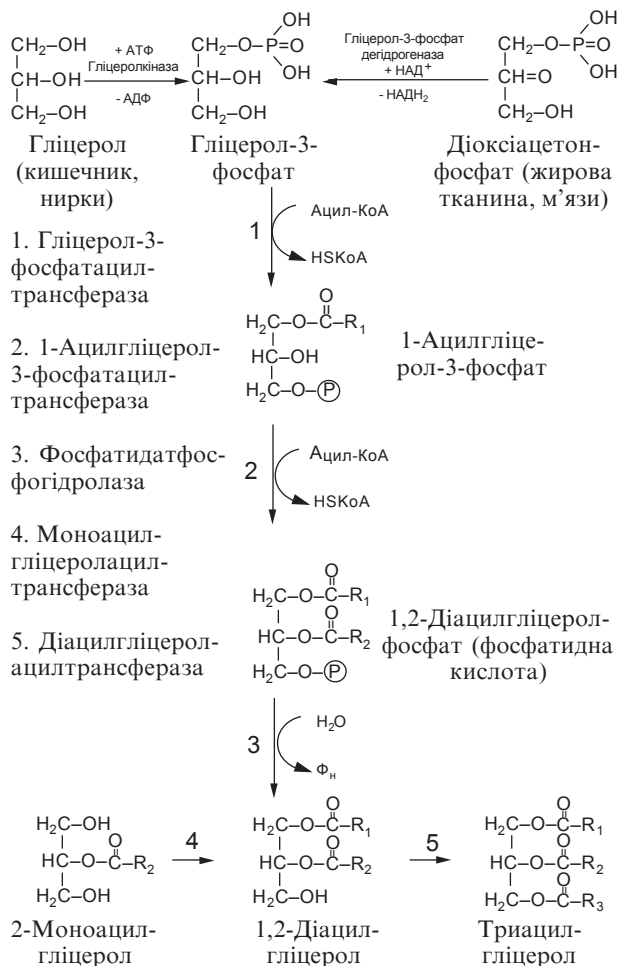 CH₂–OH
CH–OH
CH₂–OH
+ АТФ
Гліцеролкіназа
- АДФ
CH₂–O–P=O
OH
OH
CH–OH
CH₂–OH
Гліцерол-3-фосфат
дегідрогеназа
+ НАД⁺
- НАДН₂
CH₂–O–P=O
OH
OH
CH=O
CH₂–OH
Гліцерол
(кишечник,
нирки)
Гліцерол-3-
фосфат
Діоксіацетон-
фосфат (жирова
тканина, м’язи)
1
Ацил-КоА
HSКоА
1. Гліцерол-3-
фосфатацил-
трансфераза
2. 1-Ацилгліцерол-
3-фосфатацил-
трансфераза
3. Фосфатидатфос-
фогідролаза
4. Моноацил-
гліцеролацил-
трансфераза
5. Діацилгліцерол-
ацилтрансфераза
O
H₂C–O–C–R₁
HC–OH
H₂C–O–P
1-Ацилгліце-
рол-3-фосфат
2
Ацил-КоА
HSКоА
O
H₂C–O–C–R₁
O
HC–O–C–R₂
H₂C–O–P
1,2-Діацилгліцерол-
фосфат (фосфатидна
кислота)
3
H₂O
Фн
H₂C–OH
O
HC–O–C–R₂
H₂C–OH
4
O
H₂C–O–C–R₁
O
HC–O–C–R₂
H₂C–OH
5
O
H₂C–O–C–R₁
O
HC–O–C–R₂
O
H₂C–O–C–R₃
2-Моноацил-
гліцерол
1,2-Діацил-
гліцерол
Триацил-
гліцерол